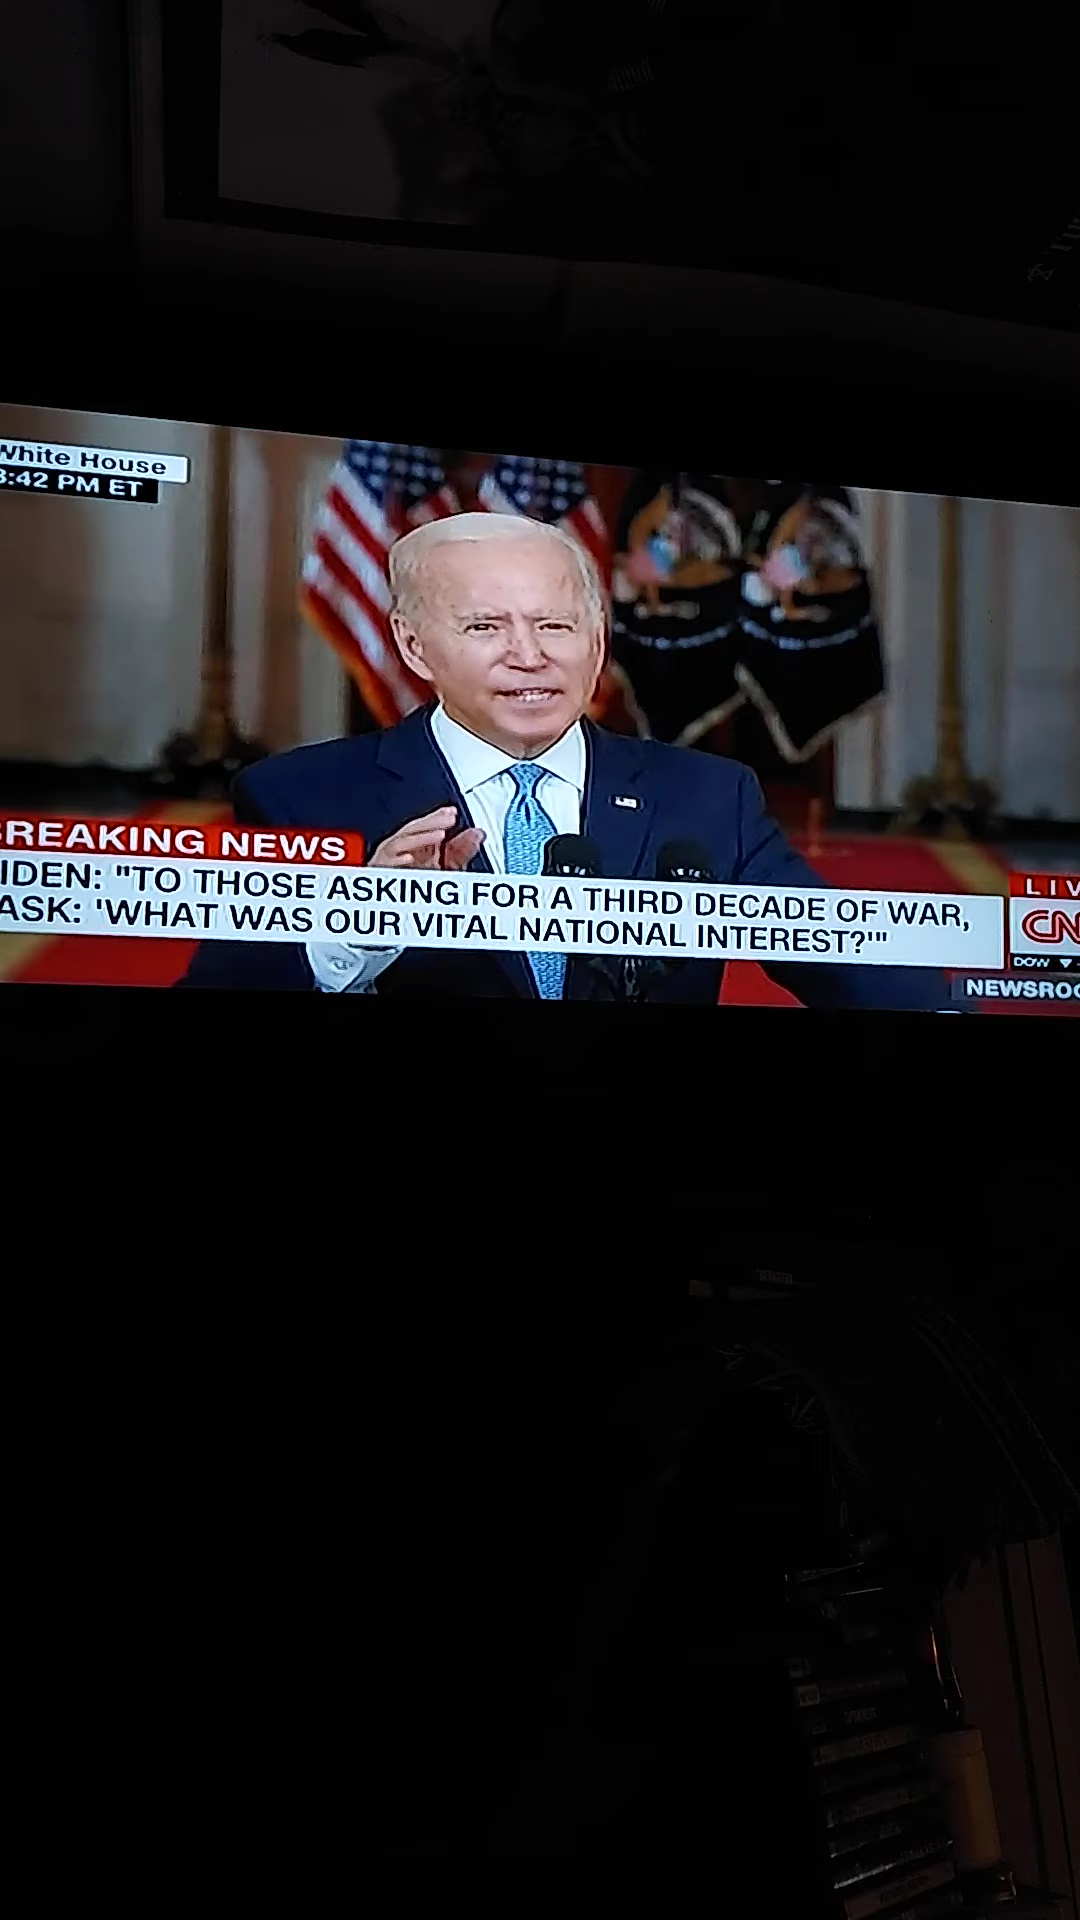 White House
3:42 PM ET
BREAKING NEWS
IDEN: "TO THOSE ASKING FOR A THIRD DECADE OF WAR,
ASK: 'WHAT WAS OUR VITAL NATIONAL INTEREST?'"
LIV
CN
DOW ▼
NEWSROO